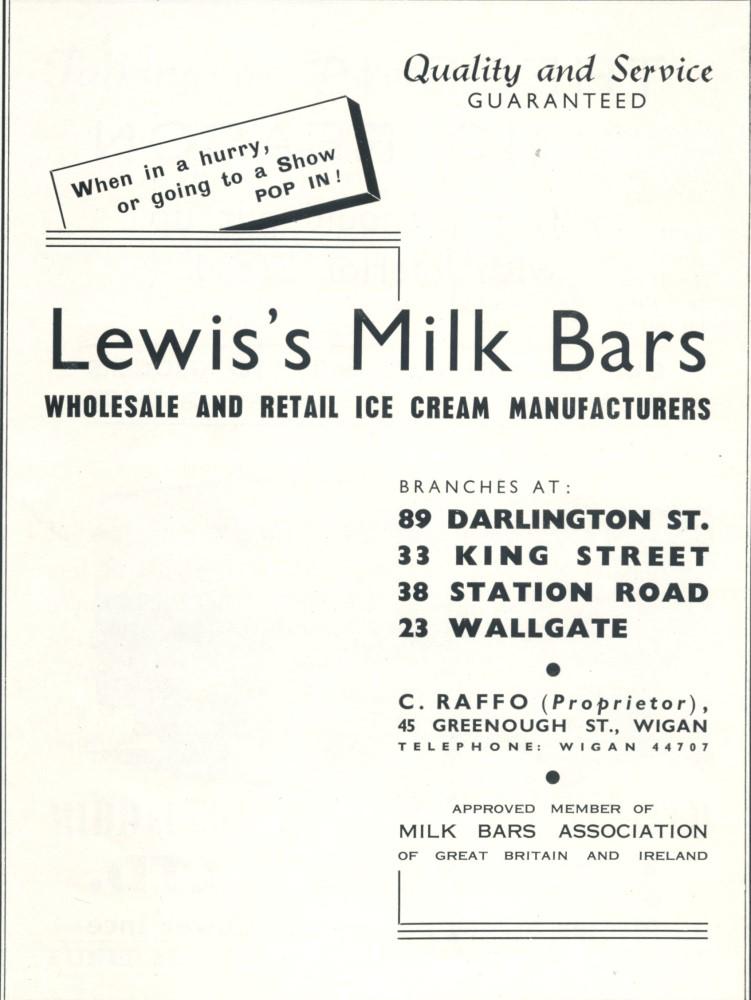 Quality and Service
GUARANTEED
When in a hurry,
or going to a Show
POP IN!
Lewis's Milk Bars
WHOLESALE AND RETAIL ICE CREAM MANUFACTURERS
BRANCHES AT:
89 DARLINGTON ST.
33 KING STREET
38 STATION ROAD
23 WALLGATE
C. RAFFO (Proprietor),
45 GREENOUGH ST., WIGAN
TELEPHONE: WIGAN 44707
APPROVED MEMBER OF
MILK BARS ASSOCIATION
OF GREAT BRITAIN AND IRELAND